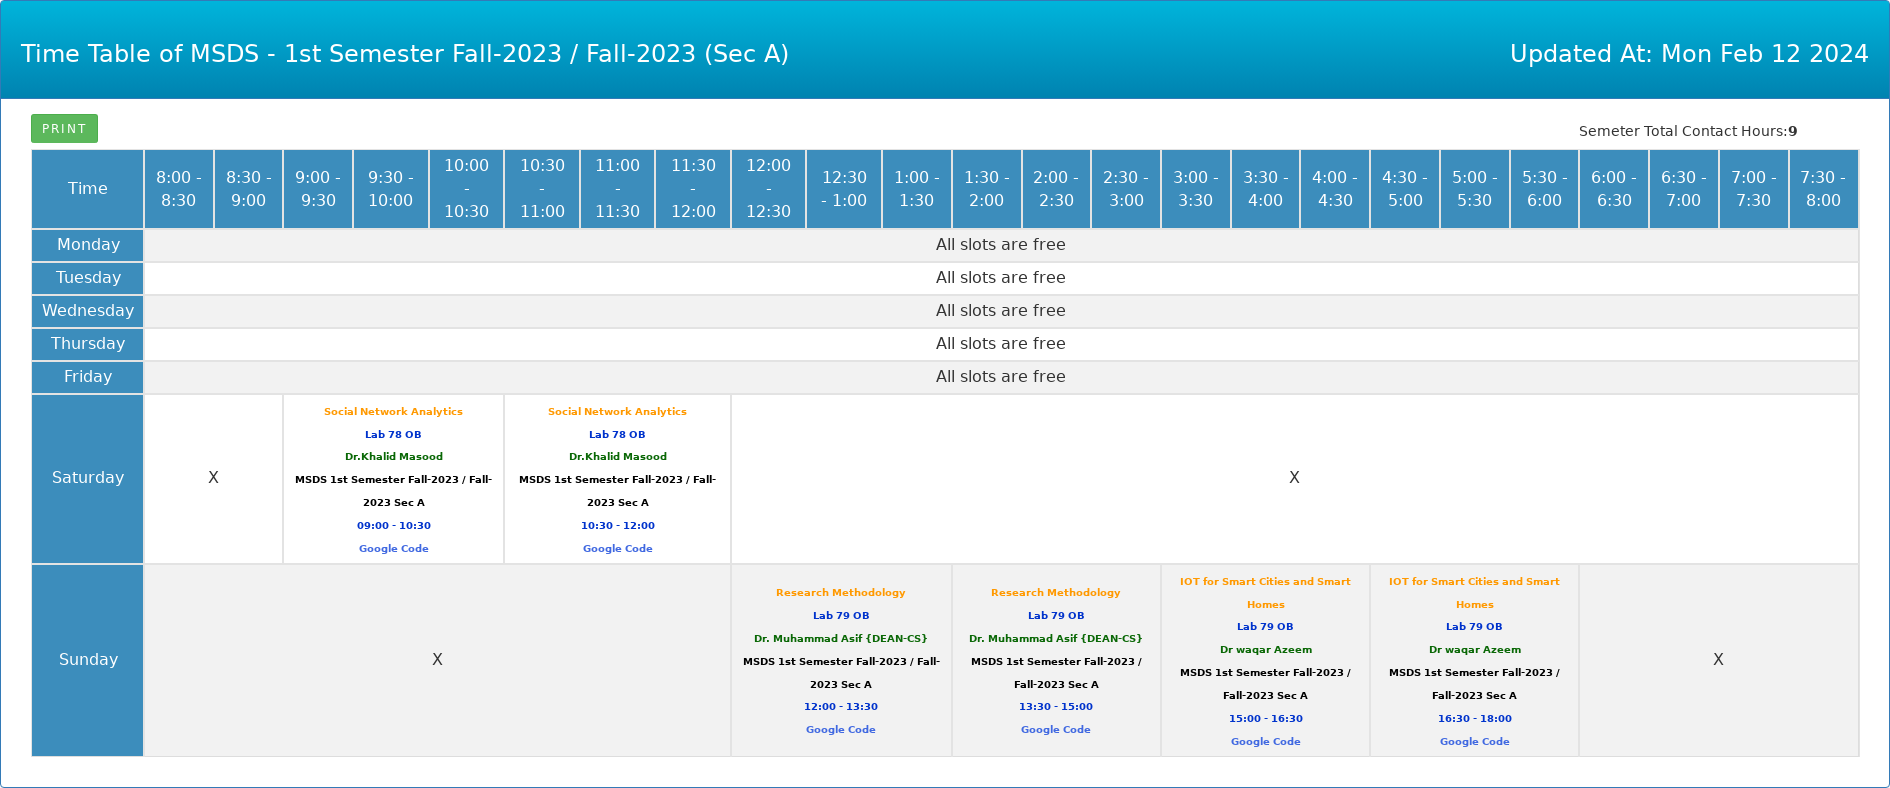 Time Table of MSDS - 1st Semester Fall-2023 / Fall-2023 (Sec A)
Updated At: Mon Feb 12 2024
PRINT
Semeter Total Contact Hours:9
Time
8:00 -
8:30
8:30 -
9:00
9:00 -
9:30
9:30 -
10:00
10:00
-
10:30
10:30
-
11:00
11:00
-
11:30
11:30
-
12:00
12:00
-
12:30
12:30
- 1:00
1:00 -
1:30
1:30 -
2:00
2:00 -
2:30
2:30 -
3:00
3:00 -
3:30
3:30 -
4:00
4:00 -
4:30
4:30 -
5:00
5:00 -
5:30
5:30 -
6:00
6:00 -
6:30
6:30 -
7:00
7:00 -
7:30
7:30 -
8:00
Monday
All slots are free
Tuesday
All slots are free
Wednesday
All slots are free
Thursday
All slots are free
Friday
All slots are free
Saturday
X
Social Network Analytics
Lab 78 OB
Dr.Khalid Masood
MSDS 1st Semester Fall-2023 / Fall-
2023 Sec A
09:00 - 10:30
Google Code
Social Network Analytics
Lab 78 OB
Dr.Khalid Masood
MSDS 1st Semester Fall-2023 / Fall-
2023 Sec A
10:30 - 12:00
Google Code
X
Sunday
X
Research Methodology
Lab 79 OB
Dr. Muhammad Asif {DEAN-CS}
MSDS 1st Semester Fall-2023 / Fall-
2023 Sec A
12:00 - 13:30
Google Code
Research Methodology
Lab 79 OB
Dr. Muhammad Asif {DEAN-CS}
MSDS 1st Semester Fall-2023 /
Fall-2023 Sec A
13:30 - 15:00
Google Code
IOT for Smart Cities and Smart
Homes
Lab 79 OB
Dr waqar Azeem
MSDS 1st Semester Fall-2023 /
Fall-2023 Sec A
15:00 - 16:30
Google Code
IOT for Smart Cities and Smart
Homes
Lab 79 OB
Dr waqar Azeem
MSDS 1st Semester Fall-2023 /
Fall-2023 Sec A
16:30 - 18:00
Google Code
X